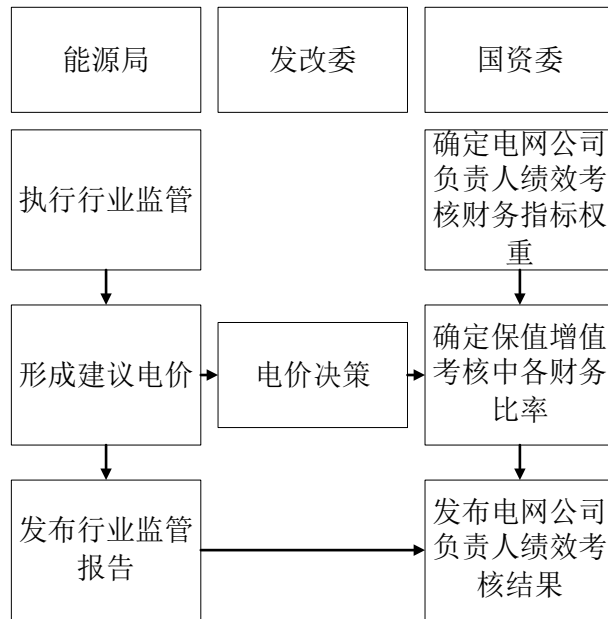 能源局
发改委
国资委
执行行业监管
确定电网公司
负责人绩效考
核财务指标权
重
形成建议电价
电价决策
确定保值增值
考核中各财务
比率
发布行业监管
报告
发布电网公司
负责人绩效考
核结果